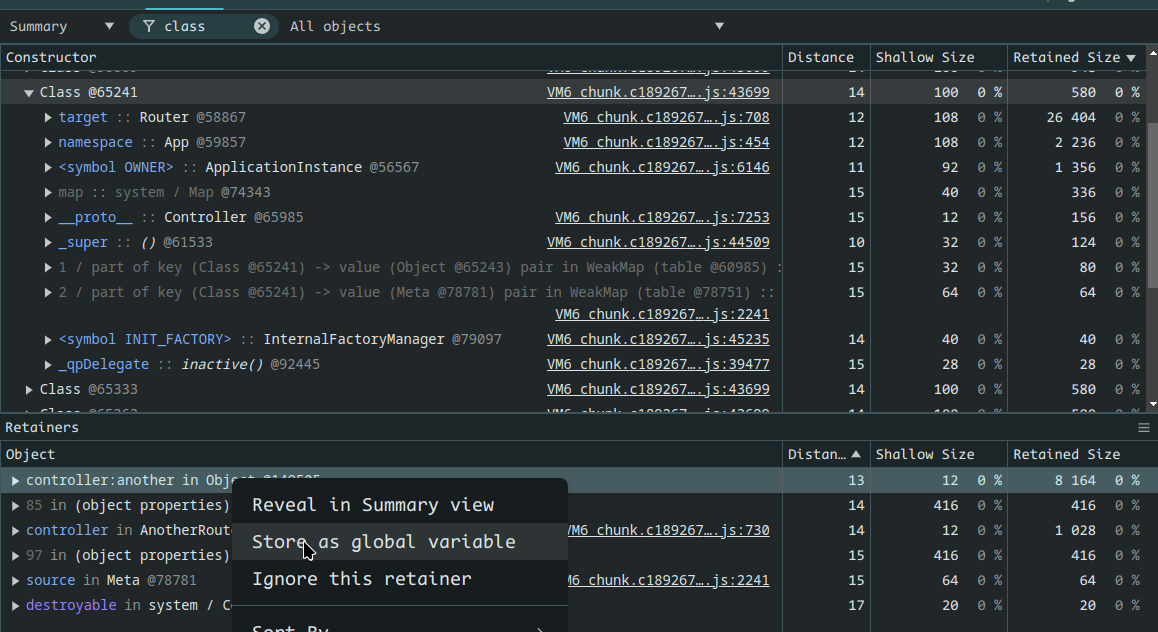 Summary class All objects
Constructor Distance Shallow Size Retained Size
Class @65241 VM6 chunk.c189267….js:43699 14 100 0 % 580 0 %
target :: Router @58867 VM6 chunk.c189267….js:708 12 108 0 % 26 404 0 %
namespace :: App @59857 VM6 chunk.c189267….js:454 12 108 0 % 2 236 0 %
<symbol OWNER> :: ApplicationInstance @56567 VM6 chunk.c189267….js:6146 11 92 0 % 1 356 0 %
map :: system / Map @74343 15 40 0 % 336 0 %
__proto__ :: Controller @65985 VM6 chunk.c189267….js:7253 15 12 0 % 156 0 %
_super :: () @61533 VM6 chunk.c189267….js:44509 10 32 0 % 124 0 %
1 / part of key (Class @65241) -> value (Object @65243) pair in WeakMap (table @60985) : 15 32 0 % 80 0 %
2 / part of key (Class @65241) -> value (Meta @78781) pair in WeakMap (table @78751) :: 15 64 0 % 64 0 %
VM6 chunk.c189267….js:2241
<symbol INIT_FACTORY> :: InternalFactoryManager @79097 VM6 chunk.c189267….js:45235 14 40 0 % 40 0 %
_qpDelegate :: inactive() @92445 VM6 chunk.c189267….js:39477 14 28 0 % 28 0 %
Class @65333 VM6 chunk.c189267….js:43699 14 100 0 % 580 0 %
Retainers
Object Distan… Shallow Size Retained Size
controller:another in Object 13 12 0 % 8 164 0 %
Reveal in Summary view
85 in (object properties) 14 416 0 % 416 0 %
controller in AnotherRout VM6 chunk.c189267….js:730 14 12 0 % 1 028 0 %
Store as global variable
97 in (object properties) 15 416 0 % 416 0 %
Ignore this retainer
source in Meta @78781 M6 chunk.c189267….js:2241 15 64 0 % 64 0 %
destroyable in system / C 17 20 0 % 20 0 %
Sort By